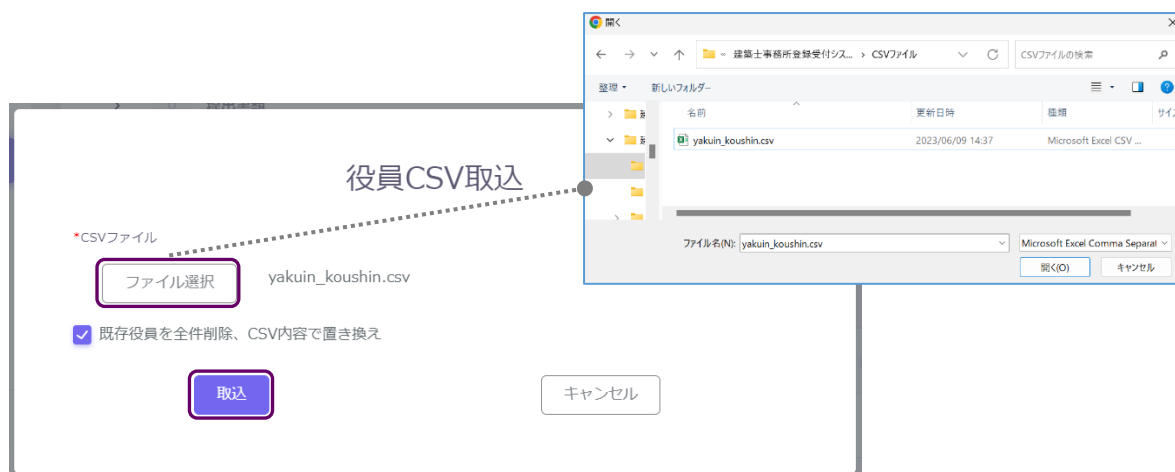 役員CSV取込
*CSVファイル
ファイル選択
yakuin_koushin.csv
既存役員を全件削除、CSV内容で置き換え
取込
キャンセル
開く
« 建築士事務所登録受付シス... › CSVファイル
CSVファイルの検索
整理
新しいフォルダー
名前
更新日時
種類
yakuin_koushin.csv
2023/06/09 14:37
Microsoft Excel CSV ...
ファイル名(N):
yakuin_koushin.csv
Microsoft Excel Comma Separat
開く(O)
キャンセル